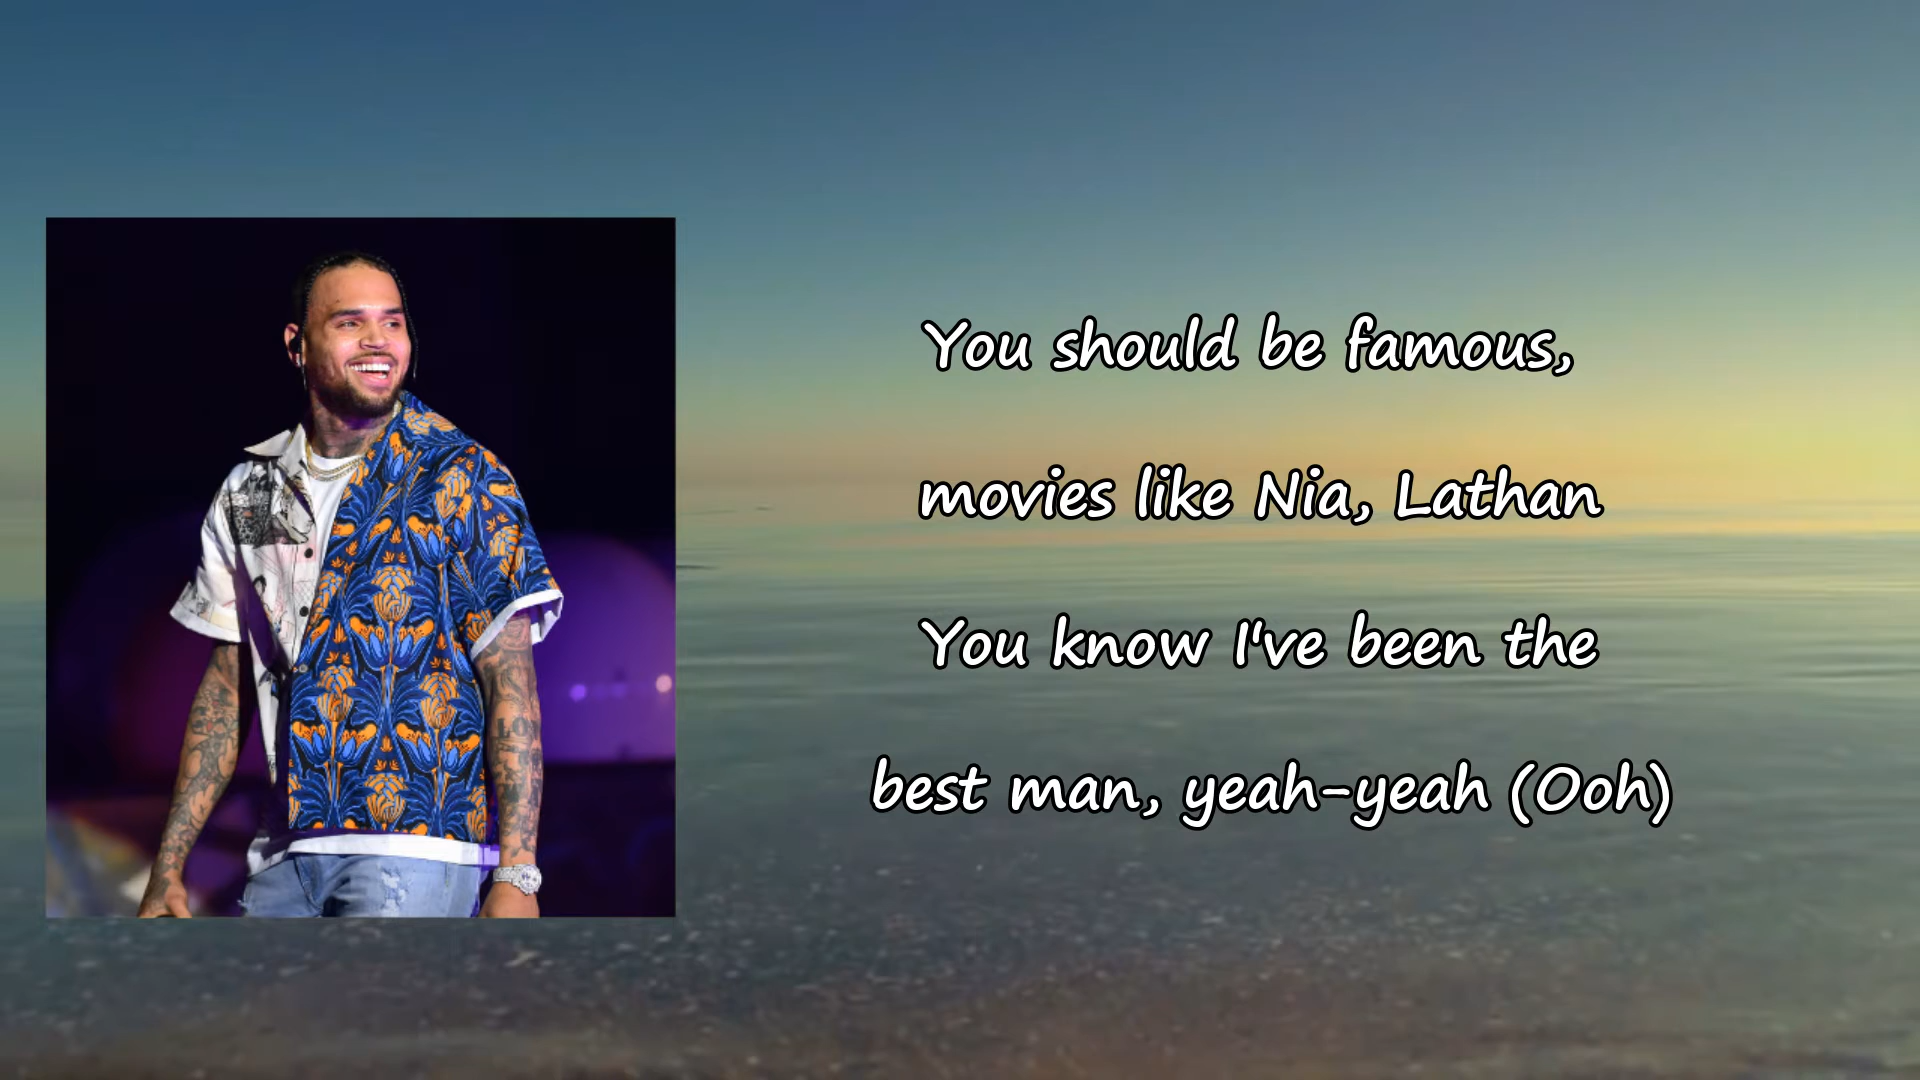 You should be famous,
movies like Nia, Lathan
You know I've been the
best man, yeah-yeah (Ooh)